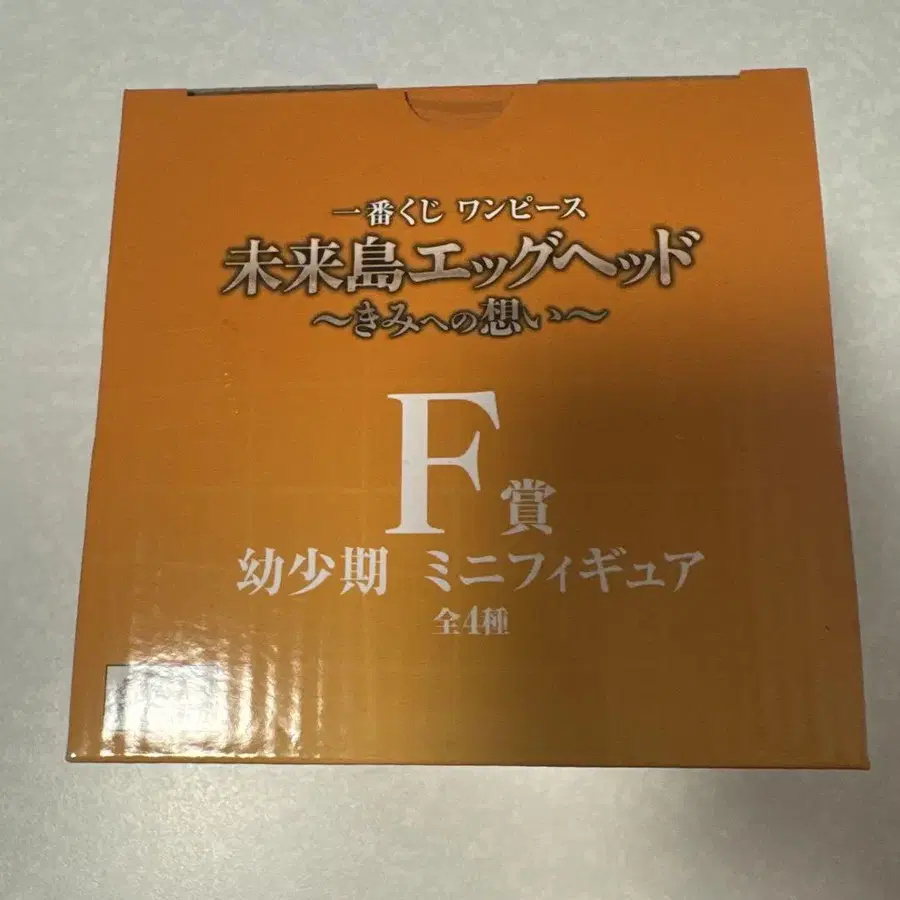 一番くじ ワンピース
未来島エッグヘッド
～きみへの想い～
F賞
幼少期 ミニフィギュア
全4種